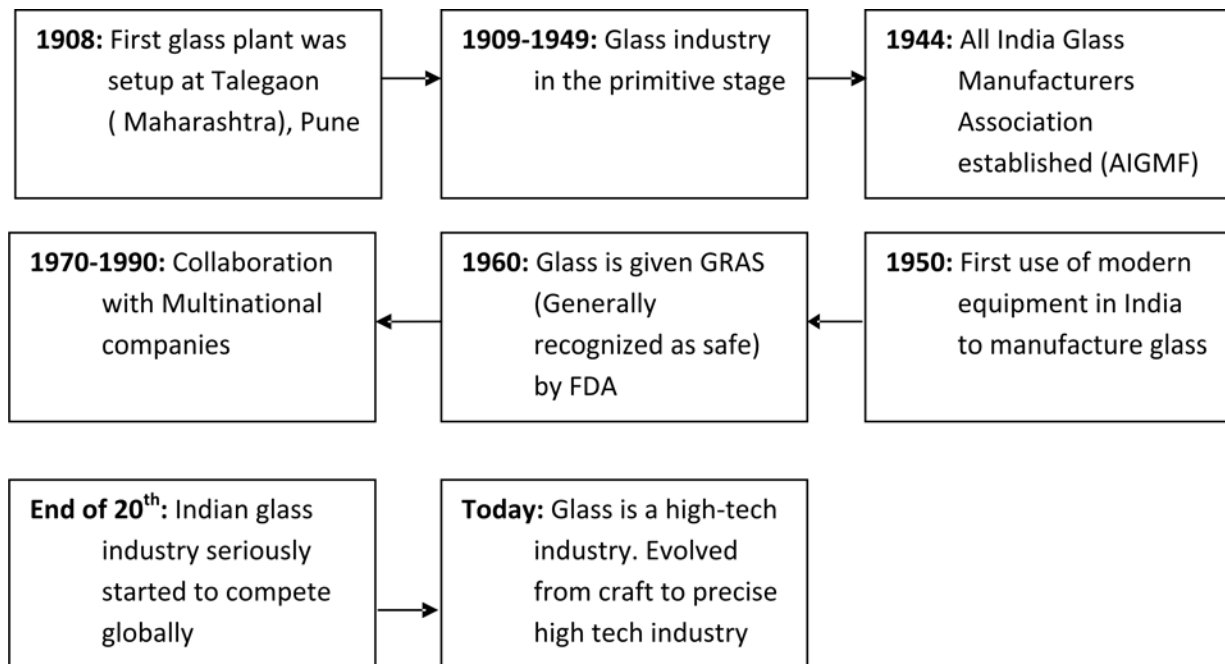 1908: First glass plant was
setup at Talegaon
( Maharashtra), Pune
1909-1949: Glass industry
in the primitive stage
1944: All India Glass
Manufacturers
Association
established (AIGMF)
1970-1990: Collaboration
with Multinational
companies
1960: Glass is given GRAS
(Generally
recognized as safe)
by FDA
1950: First use of modern
equipment in India
to manufacture glass
End of 20th: Indian glass
industry seriously
started to compete
globally
Today: Glass is a high-tech
industry. Evolved
from craft to precise
high tech industry